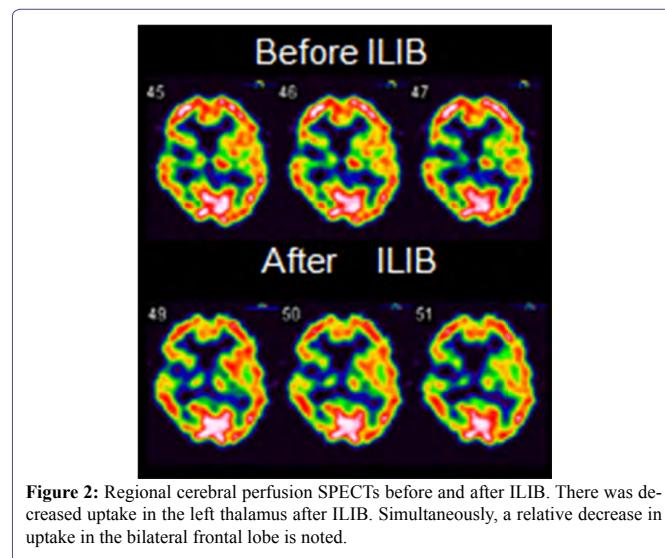 Before ILIB
45 46 47
After ILIB
49 50 51
Figure 2: Regional cerebral perfusion SPECTs before and after ILIB. There was de-
creased uptake in the left thalamus after ILIB. Simultaneously, a relative decrease in
uptake in the bilateral frontal lobe is noted.